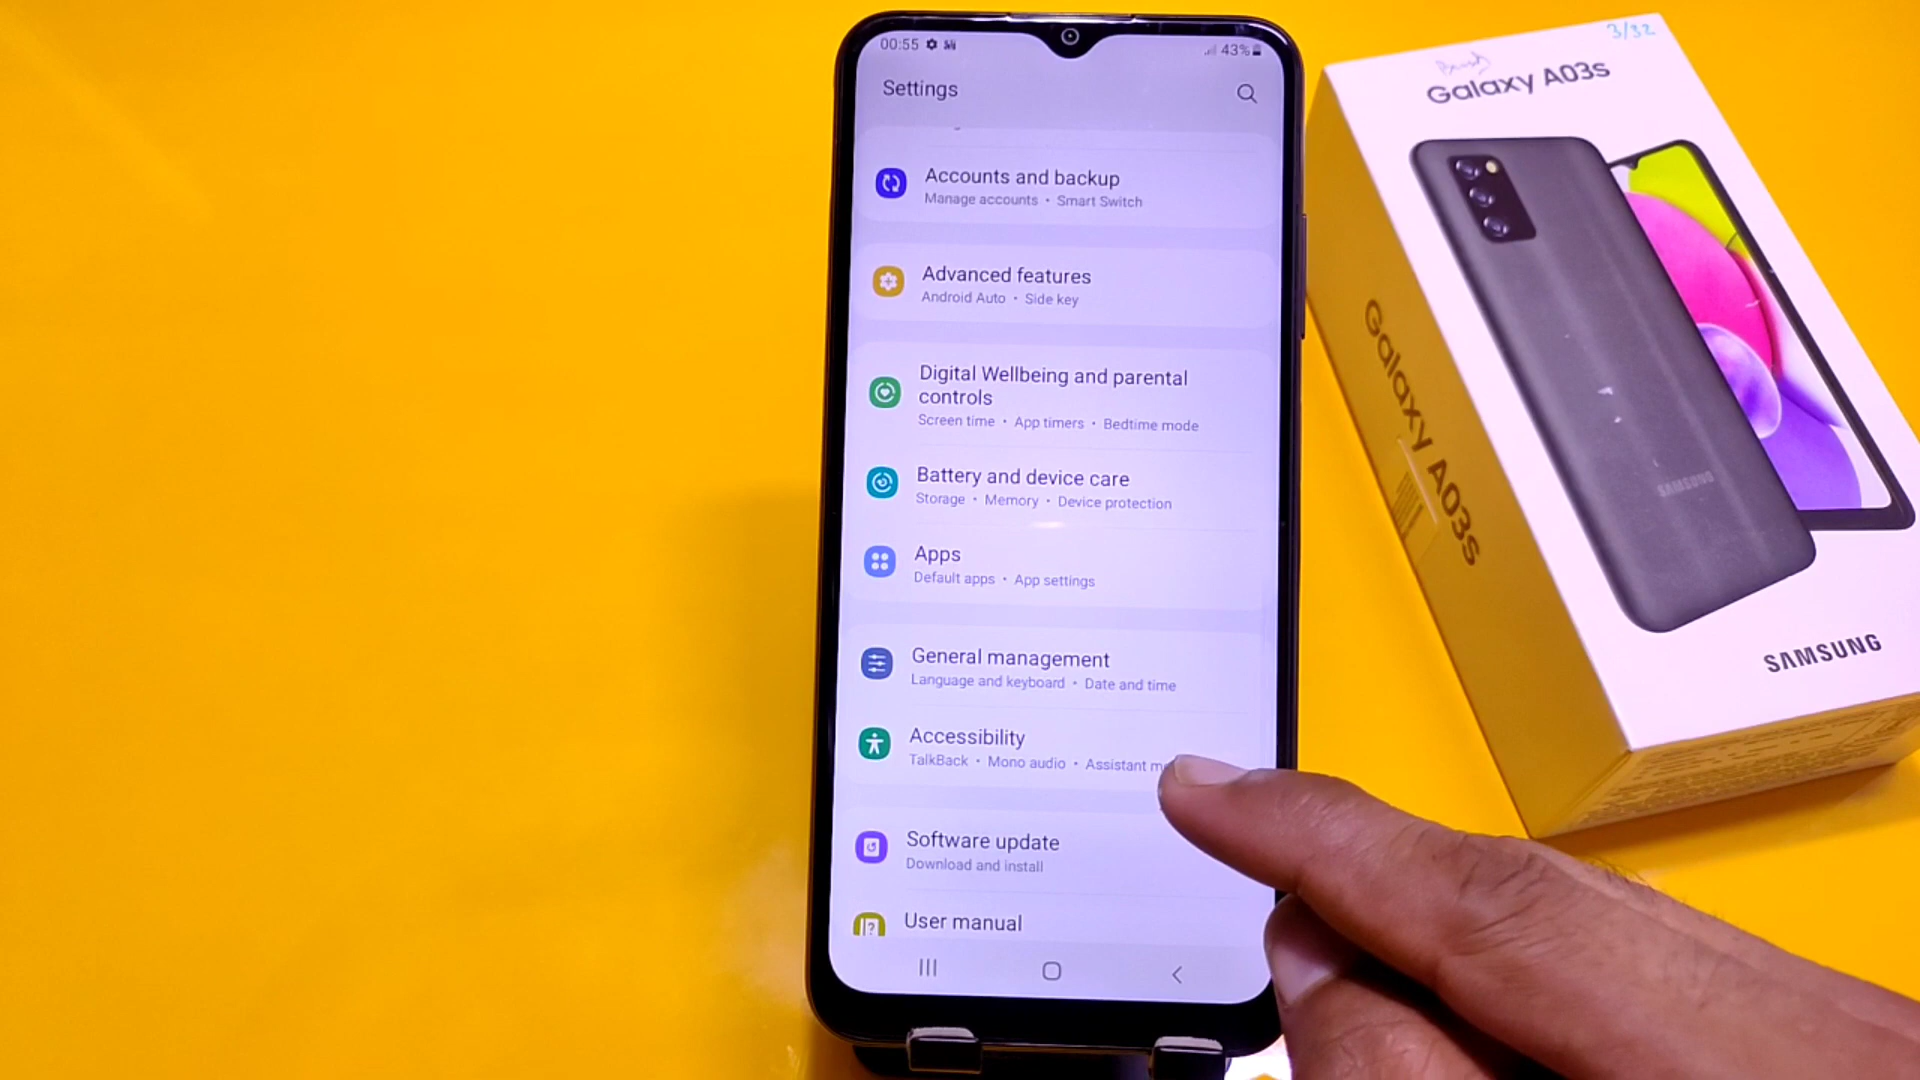 00:55
43%
Settings
Accounts and backup
Manage accounts • Smart Switch
Advanced features
Android Auto • Side key
Digital Wellbeing and parental
controls
Screen time • App timers • Bedtime mode
Battery and device care
Storage • Memory • Device protection
Apps
Default apps • App settings
General management
Language and keyboard • Date and time
Accessibility
TalkBack • Mono audio • Assistant
Software update
Download and install
User manual
3/32
Galaxy A03s
SAMSUNG
SAMSUNG
Galaxy A03s